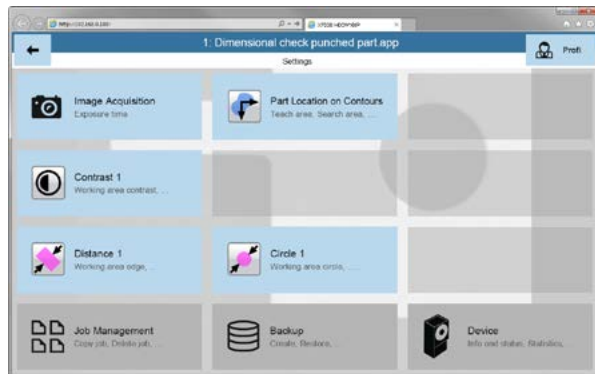 1: Dimensional check punched part.app
Settings
Profi
Image Acquisition
Exposure time
Part Location on Contours
Teach area, Search area, ...
Contrast 1
Working area contrast, ...
Distance 1
Working area edge, ...
Circle 1
Working area circle, ...
Job Management
Copy job, Delete job, ...
Backup
Create, Restore, ...
Device
Info and status, Statistics,